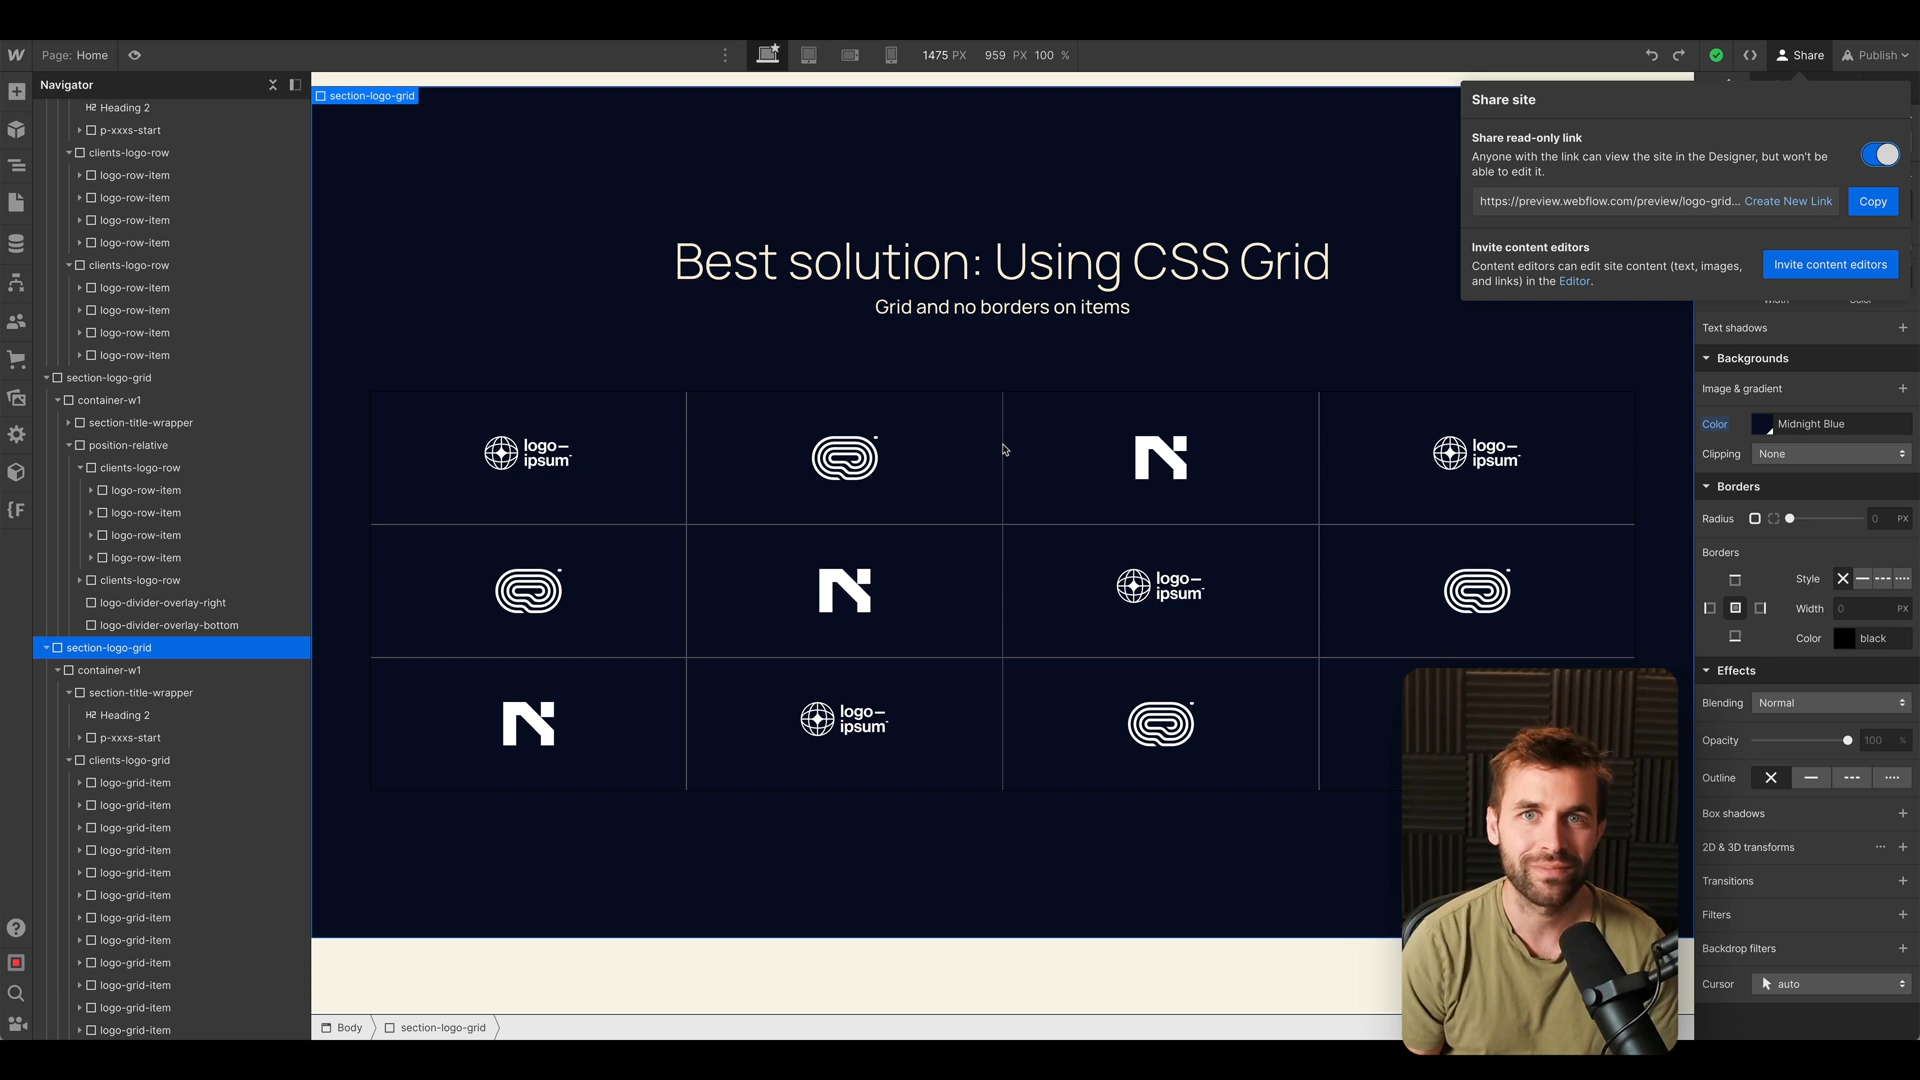 Page: Home
1475 PX 959 PX 100 %
Share
Publish
Navigator
H2 Heading 2
p-xxxs-start
clients-logo-row
logo-row-item
logo-row-item
logo-row-item
logo-row-item
clients-logo-row
logo-row-item
logo-row-item
logo-row-item
logo-row-item
section-logo-grid
container-w1
section-title-wrapper
position-relative
clients-logo-row
logo-row-item
logo-row-item
logo-row-item
logo-row-item
clients-logo-row
logo-divider-overlay-right
logo-divider-overlay-bottom
section-logo-grid
container-w1
section-title-wrapper
H2 Heading 2
p-xxxs-start
clients-logo-grid
logo-grid-item
logo-grid-item
logo-grid-item
logo-grid-item
logo-grid-item
logo-grid-item
logo-grid-item
logo-grid-item
logo-grid-item
logo-grid-item
logo-grid-item
logo-grid-item
section-logo-grid
Best solution: Using CSS Grid
Grid and no borders on items
logo—
ipsum
logo—
ipsum
logo—
ipsum
logo—
ipsum
Body
section-logo-grid
Share site
Share read-only link
Anyone with the link can view the site in the Designer, but won't be
able to edit it.
https://preview.webflow.com/preview/logo-grid... Create New Link
Copy
Invite content editors
Content editors can edit site content (text, images,
and links) in the Editor.
Invite content editors
Text shadows
Backgrounds
Image & gradient
Color Midnight Blue
Clipping None
Borders
Radius 0 PX
Borders
Style
Width 0 PX
Color black
Effects
Blending Normal
Opacity 100 %
Outline
Box shadows
2D & 3D transforms
Transitions
Filters
Backdrop filters
Cursor auto